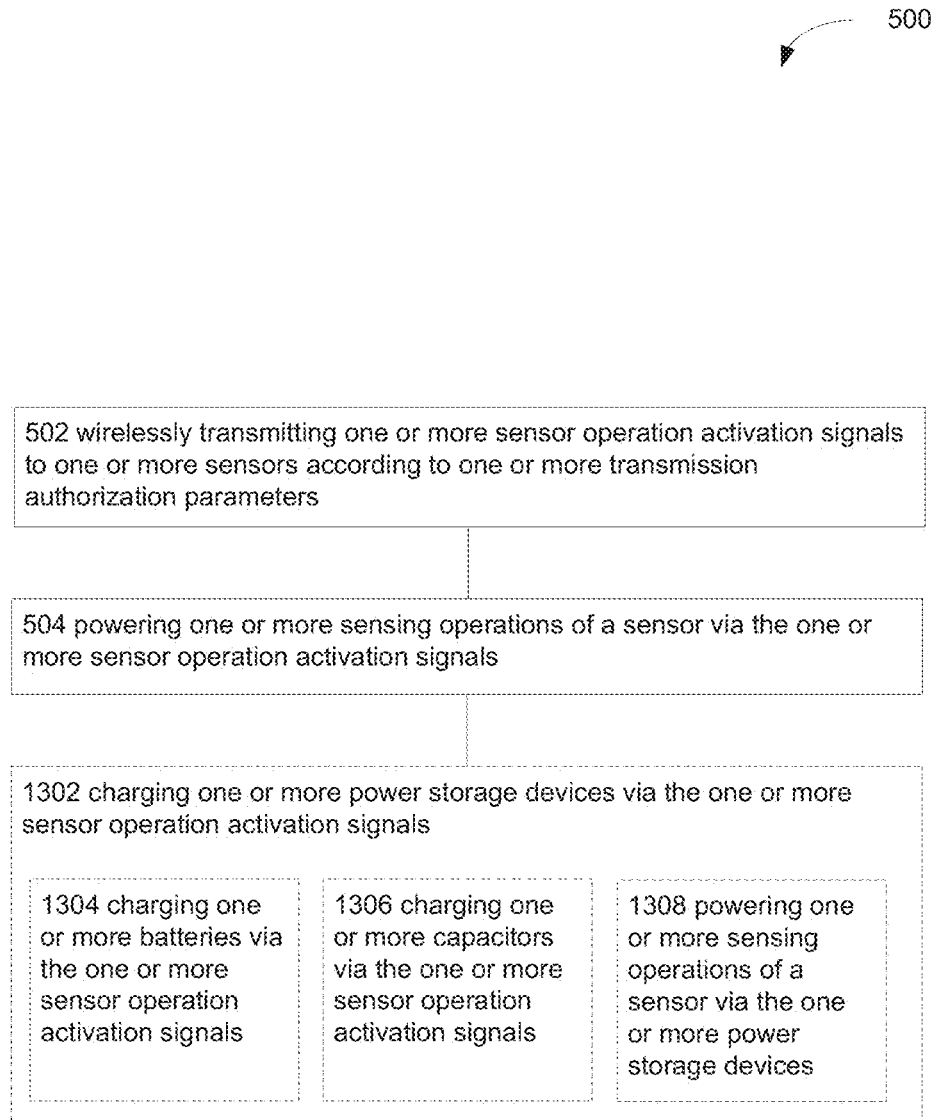 500
502 wirelessly transmitting one or more sensor operation activation signals
to one or more sensors according to one or more transmission
authorization parameters
504 powering one or more sensing operations of a sensor via the one or
more sensor operation activation signals
1302 charging one or more power storage devices via the one or more
sensor operation activation signals
1304 charging one
or more batteries via
the one or more
sensor operation
activation signals
1306 charging one
or more capacitors
via the one or more
sensor operation
activation signals
1308 powering one
or more sensing
operations of a
sensor via the one
or more power
storage devices